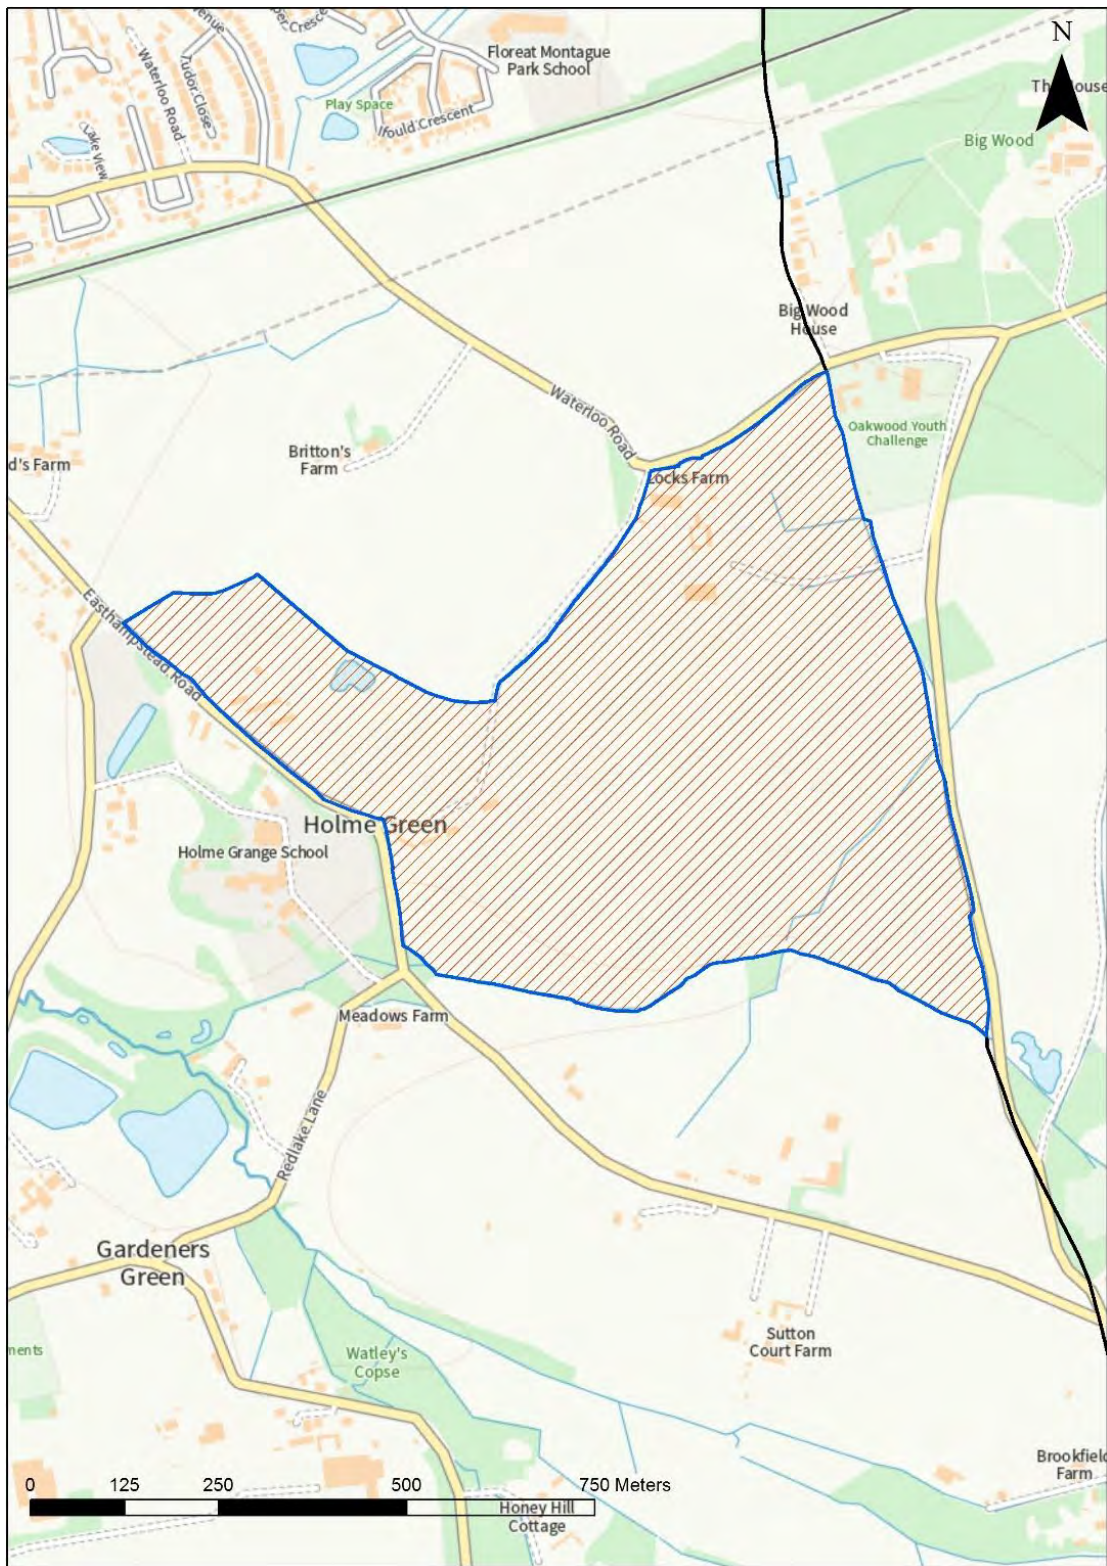 Floreat Montague
Park School
N
Waterloo Road
Tudor Close
Play Space
Ifould Crescent
Lake View
Big Wood
Big Wood
House
Waterloo Road
Britton's
Farm
Locks Farm
Oakwood Youth
Challenge
d's Farm
Easthampstead Road
Holme Green
Holme Grange School
Meadows Farm
Redlake Lane
Gardeners
Green
Watley's
Copse
Sutton
Court Farm
Brookfield
Farm
0 125 250 500 750 Meters
Honey Hill
Cottage